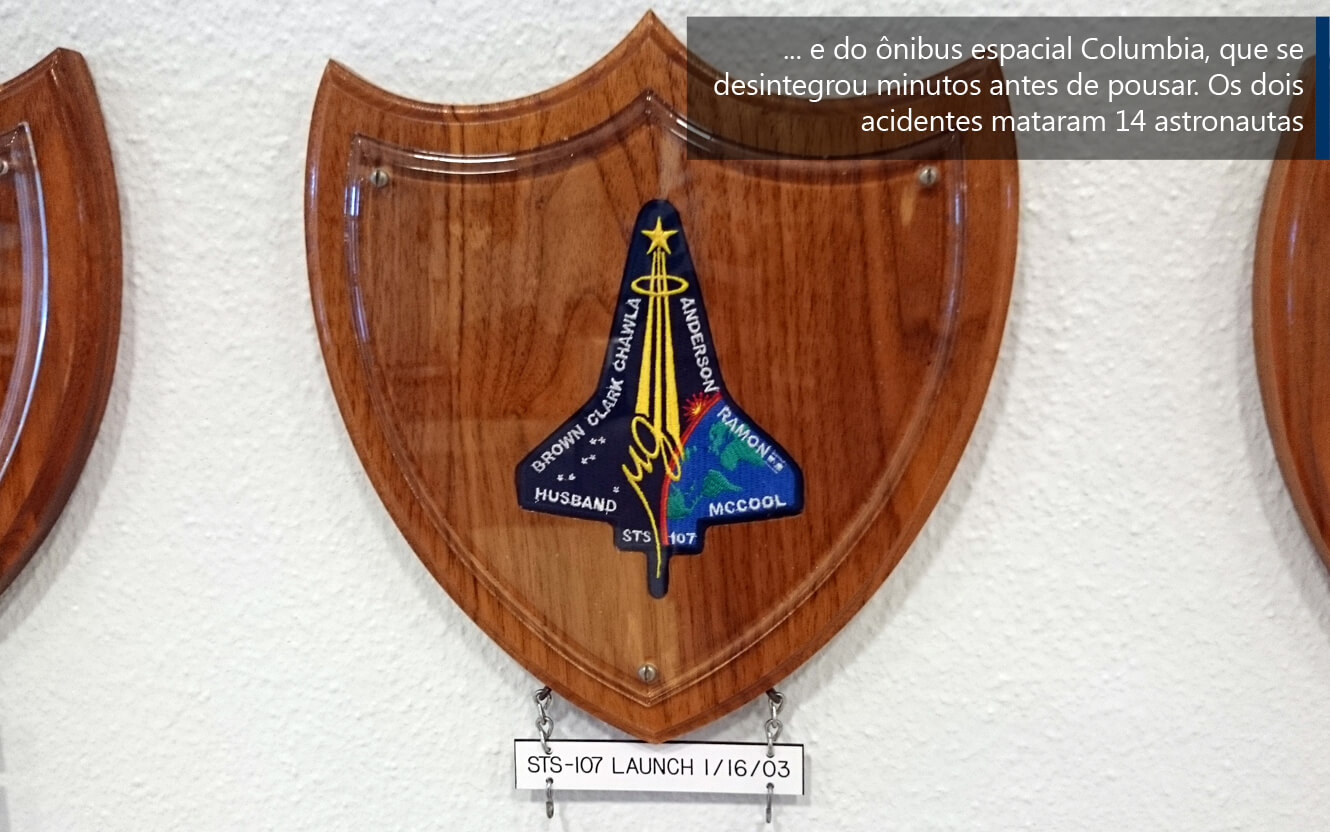 ... e do ônibus espacial Columbia, que se
desintegrou minutos antes de pousar. Os dois
acidentes mataram 14 astronautas
BROWN CLARK CHAWLA
ANDERSON
RAMON
HUSBAND
MCCOOL
STS 107
STS-107 LAUNCH 1/16/03